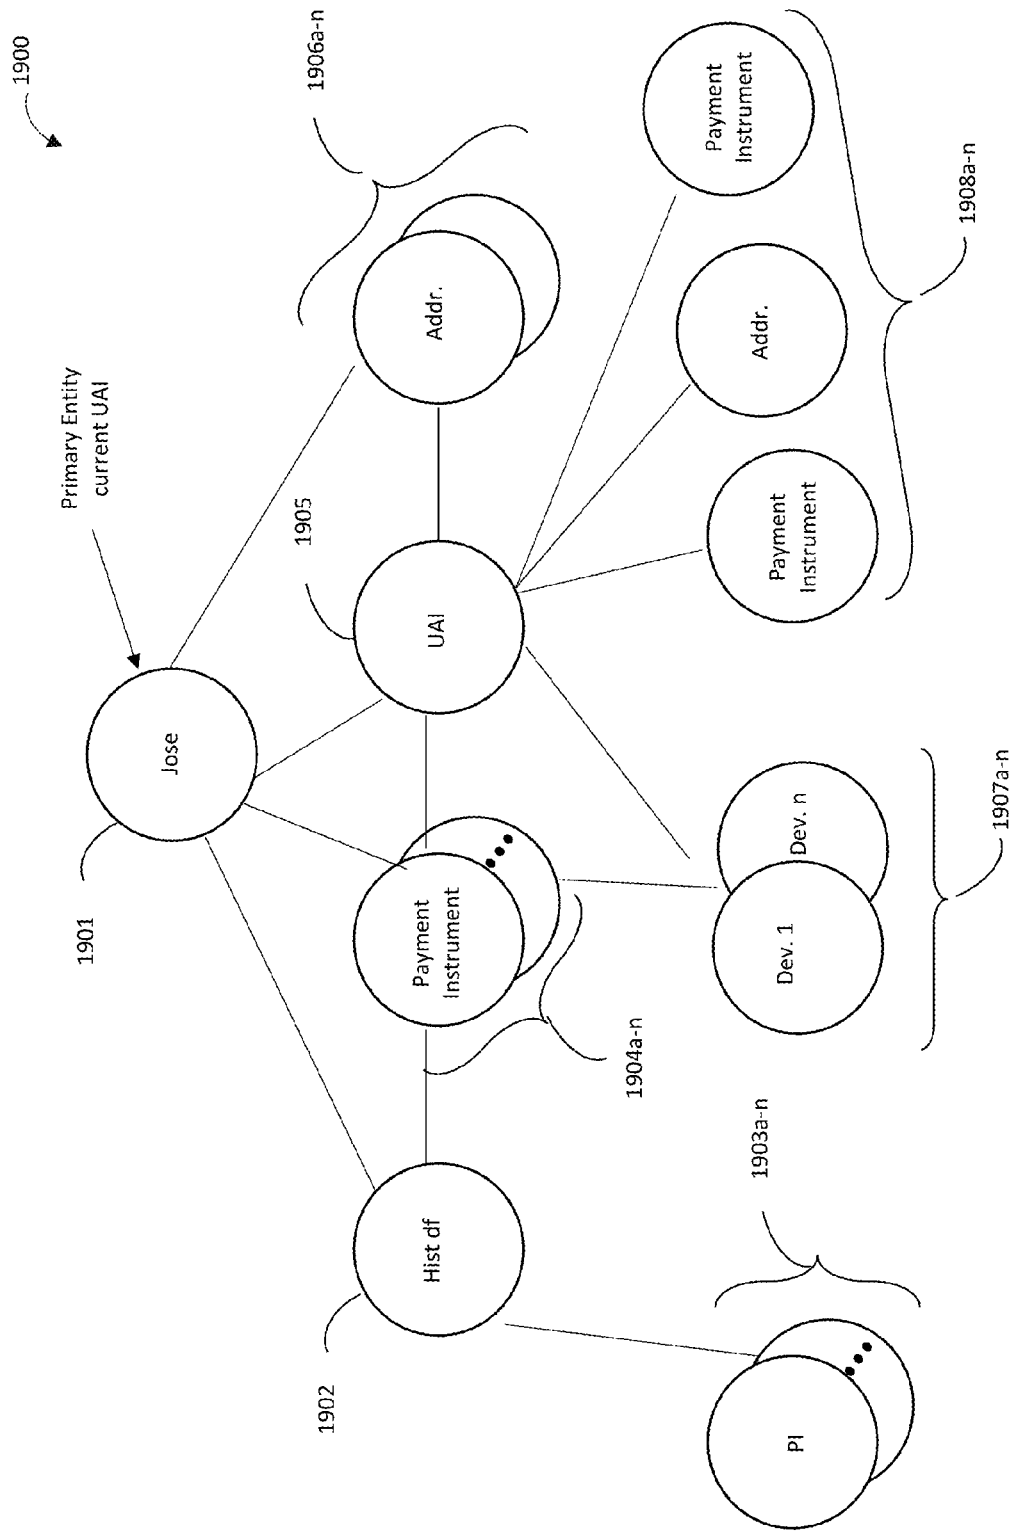 1900
Primary Entity
current UAI
Jose
1901
1902
1905
1906a-n
Hist df
Payment
Instrument
UAI
Addr.
1904a-n
1903a-n
PI
Dev. 1
Dev. n
Payment
Instrument
Addr.
Payment
Instrument
1907a-n
1908a-n